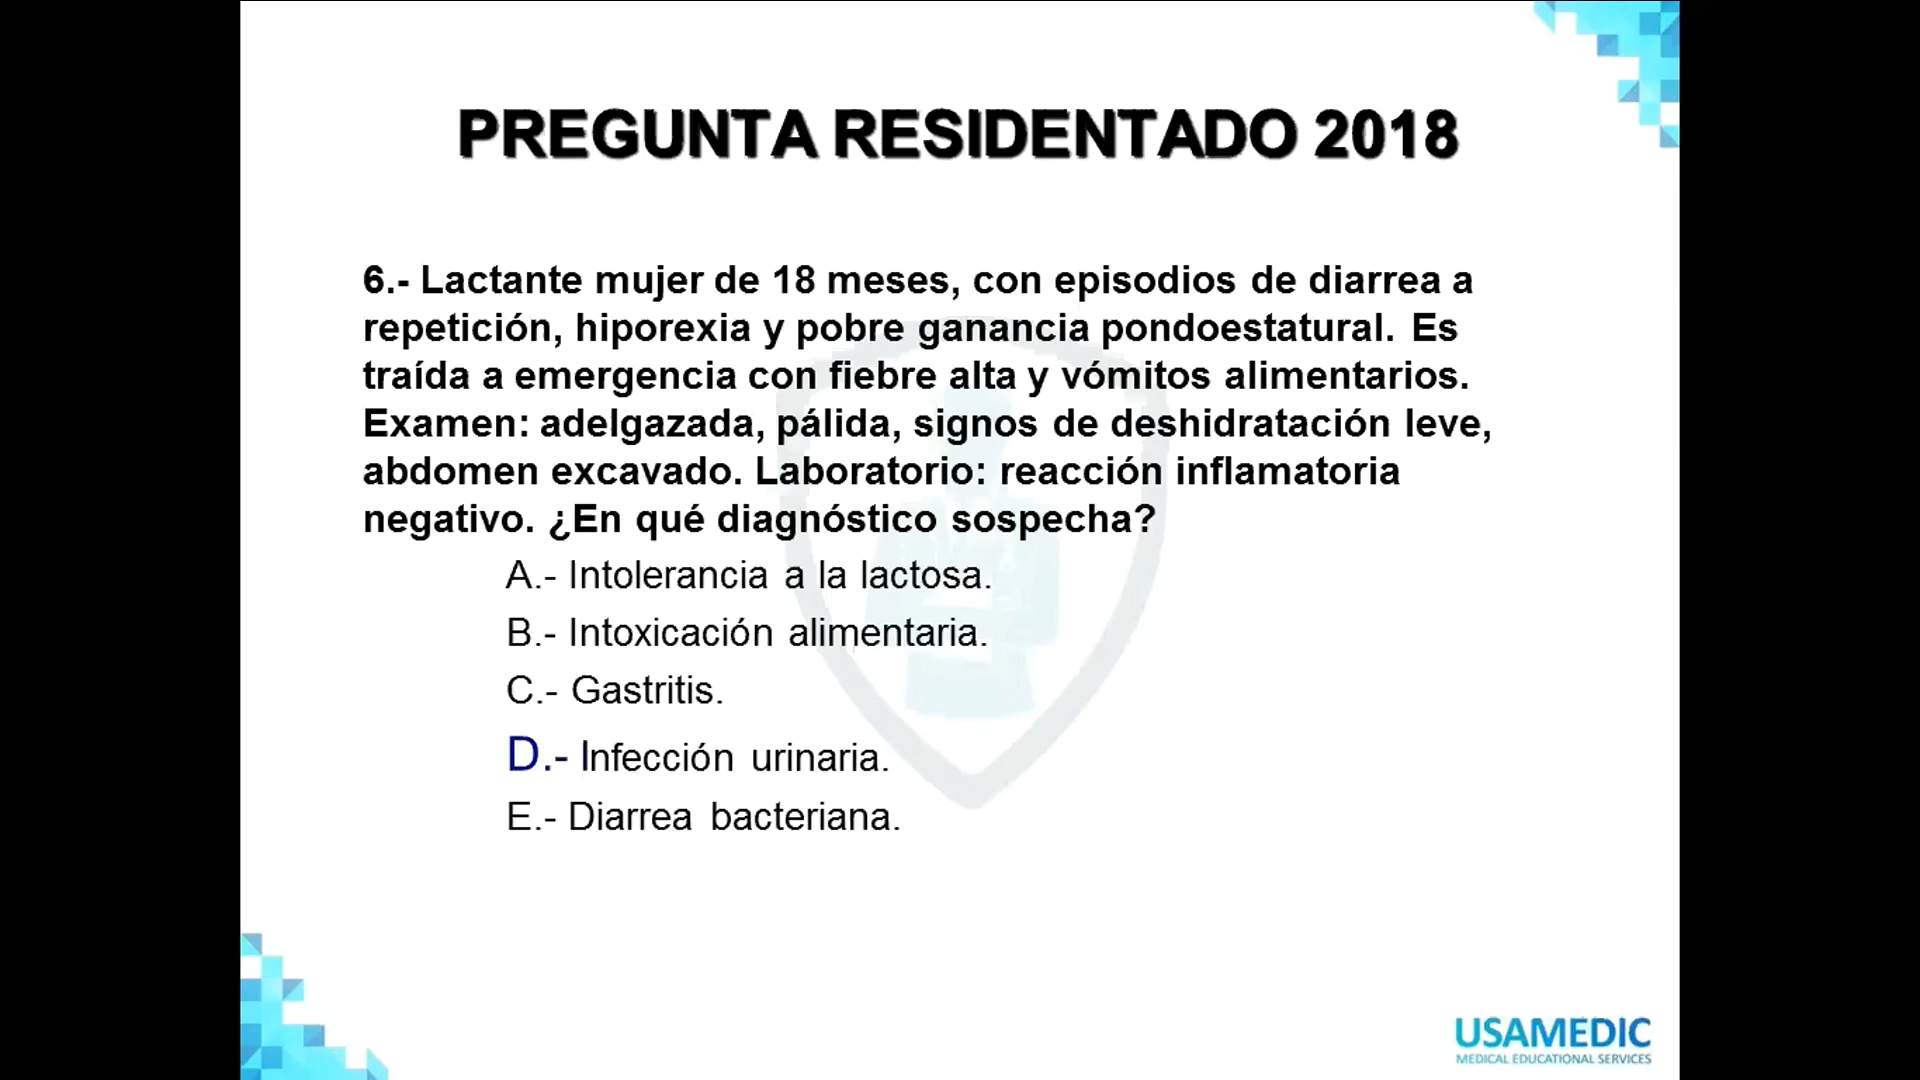 PREGUNTA RESIDENTADO 2018
6.- Lactante mujer de 18 meses, con episodios de diarrea a
repetición, hiporexia y pobre ganancia pondoestatural. Es
traída a emergencia con fiebre alta y vómitos alimentarios.
Examen: adelgazada, pálida, signos de deshidratación leve,
abdomen excavado. Laboratorio: reacción inflamatoria
negativo. ¿En qué diagnóstico sospecha?
A.- Intolerancia a la lactosa.
B.- Intoxicación alimentaria.
C.- Gastritis.
D.- Infección urinaria.
E.- Diarrea bacteriana.
USAMEDIC
MEDICAL EDUCATIONAL SERVICES